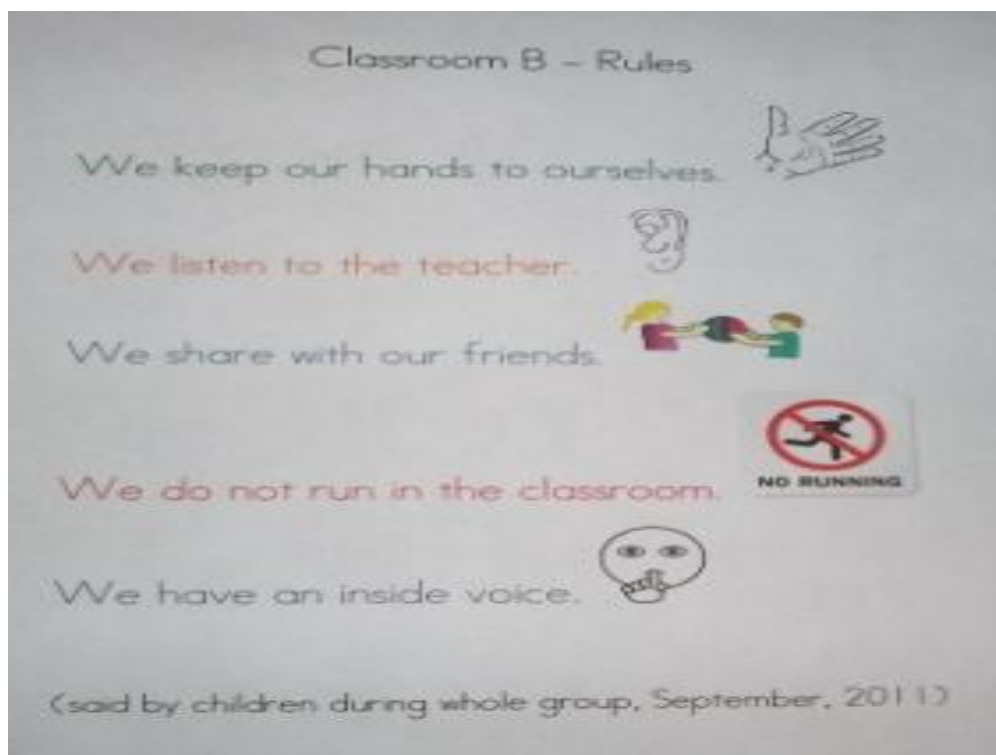 Classroom B - Rules
We keep our hands to ourselves.
We listen to the teacher.
We share with our friends.
We do not run in the classroom.
NO RUNNING
We have an inside voice.
(said by children during whole group, September, 2011)